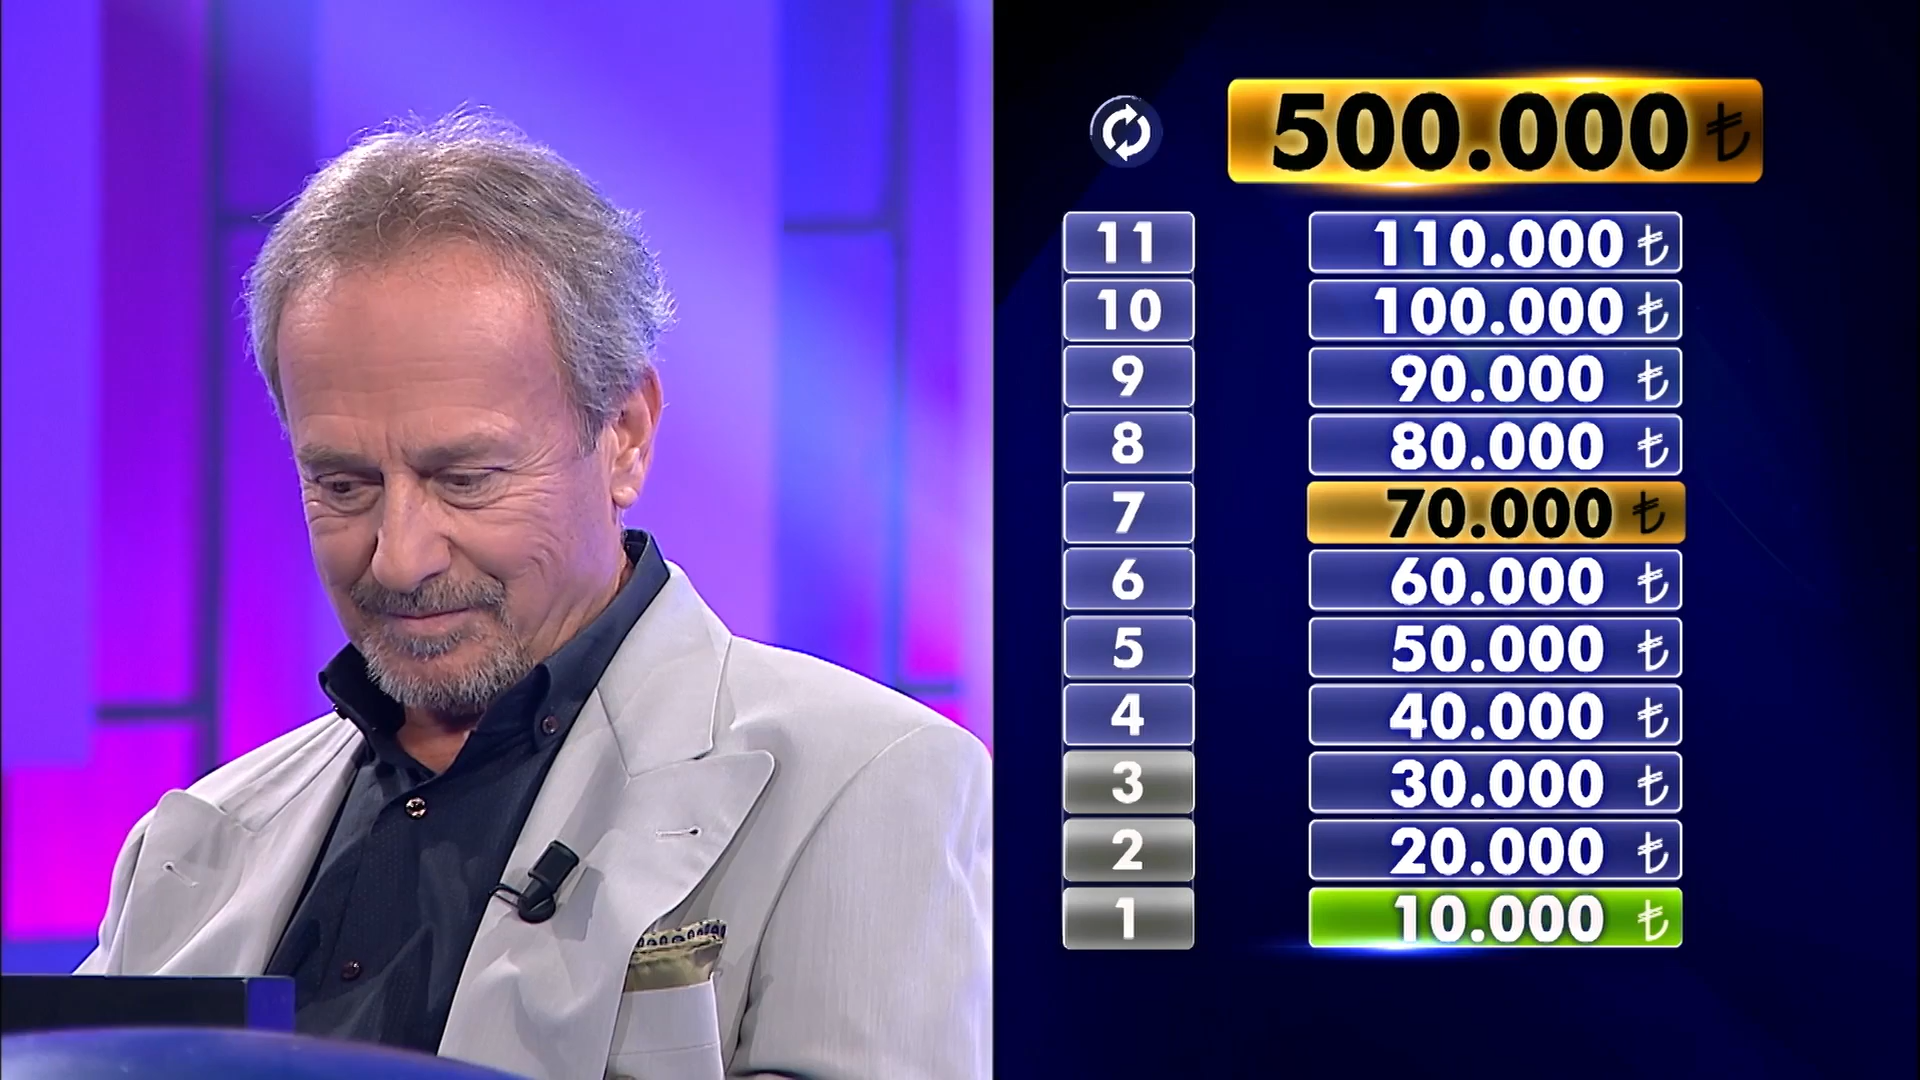 500.000 ₺
11 110.000 ₺
10 100.000 ₺
9 90.000 ₺
8 80.000 ₺
7 70.000 ₺
6 60.000 ₺
5 50.000 ₺
4 40.000 ₺
3 30.000 ₺
2 20.000 ₺
1 10.000 ₺